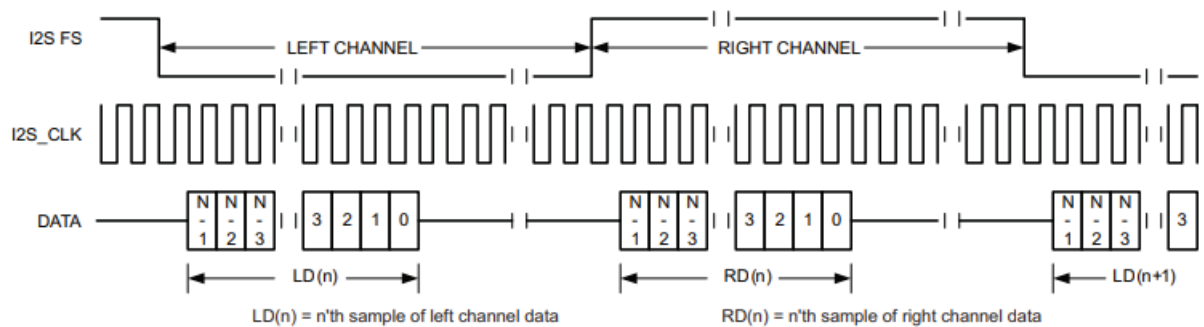 I2S FS
LEFT CHANNEL
RIGHT CHANNEL
I2S_CLK
DATA
N-1 N-2 N-3 3 2 1 0 N-1 N-2 N-3 3 2 1 0 N-1 N-2 N-3 3
LD(n) RD(n) LD(n+1)
LD(n) = n'th sample of left channel data RD(n) = n'th sample of right channel data